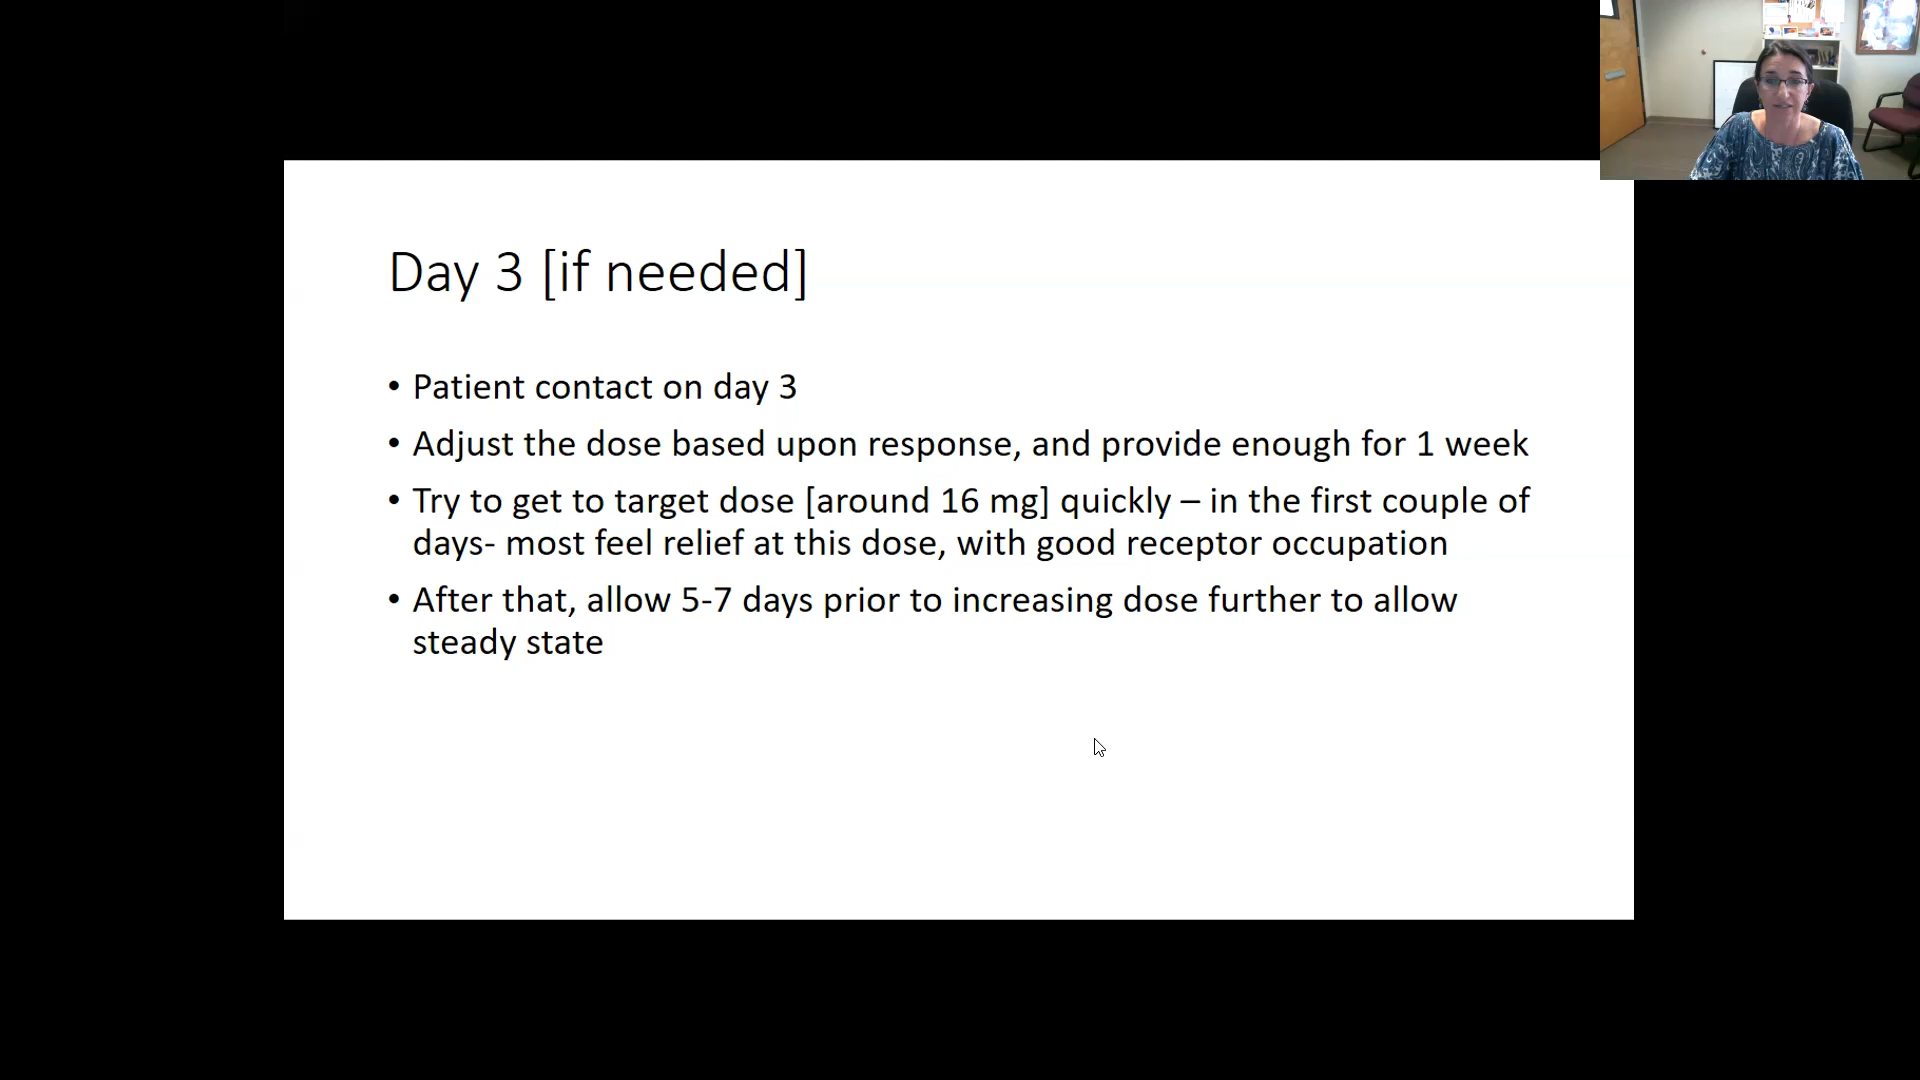 Day 3 [if needed]
• Patient contact on day 3
• Adjust the dose based upon response, and provide enough for 1 week
• Try to get to target dose [around 16 mg] quickly – in the first couple of
days- most feel relief at this dose, with good receptor occupation
• After that, allow 5-7 days prior to increasing dose further to allow
steady state